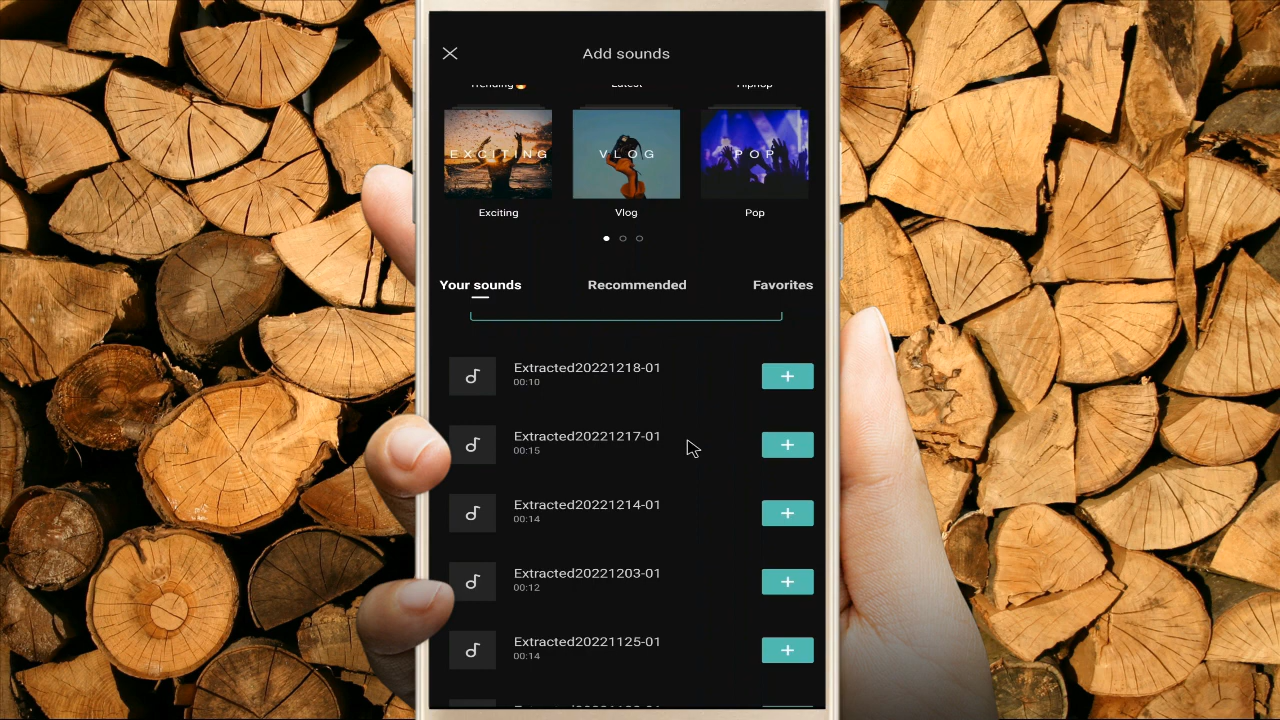 Add sounds
Trending🔥 Latest Hiphop
EXCITING VLOG POP
Exciting Vlog Pop
Your sounds Recommended Favorites
Extracted20221218-01
00:10
Extracted20221217-01
00:15
Extracted20221214-01
00:14
Extracted20221203-01
00:12
Extracted20221125-01
00:14